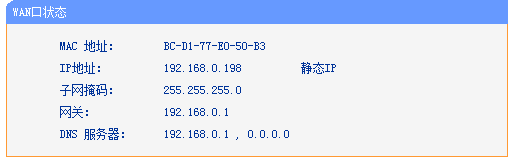 WAN口状态
MAC 地址: BC-D1-77-E0-50-B3
IP地址: 192.168.0.198 静态IP
子网掩码: 255.255.255.0
网关: 192.168.0.1
DNS 服务器: 192.168.0.1 , 0.0.0.0